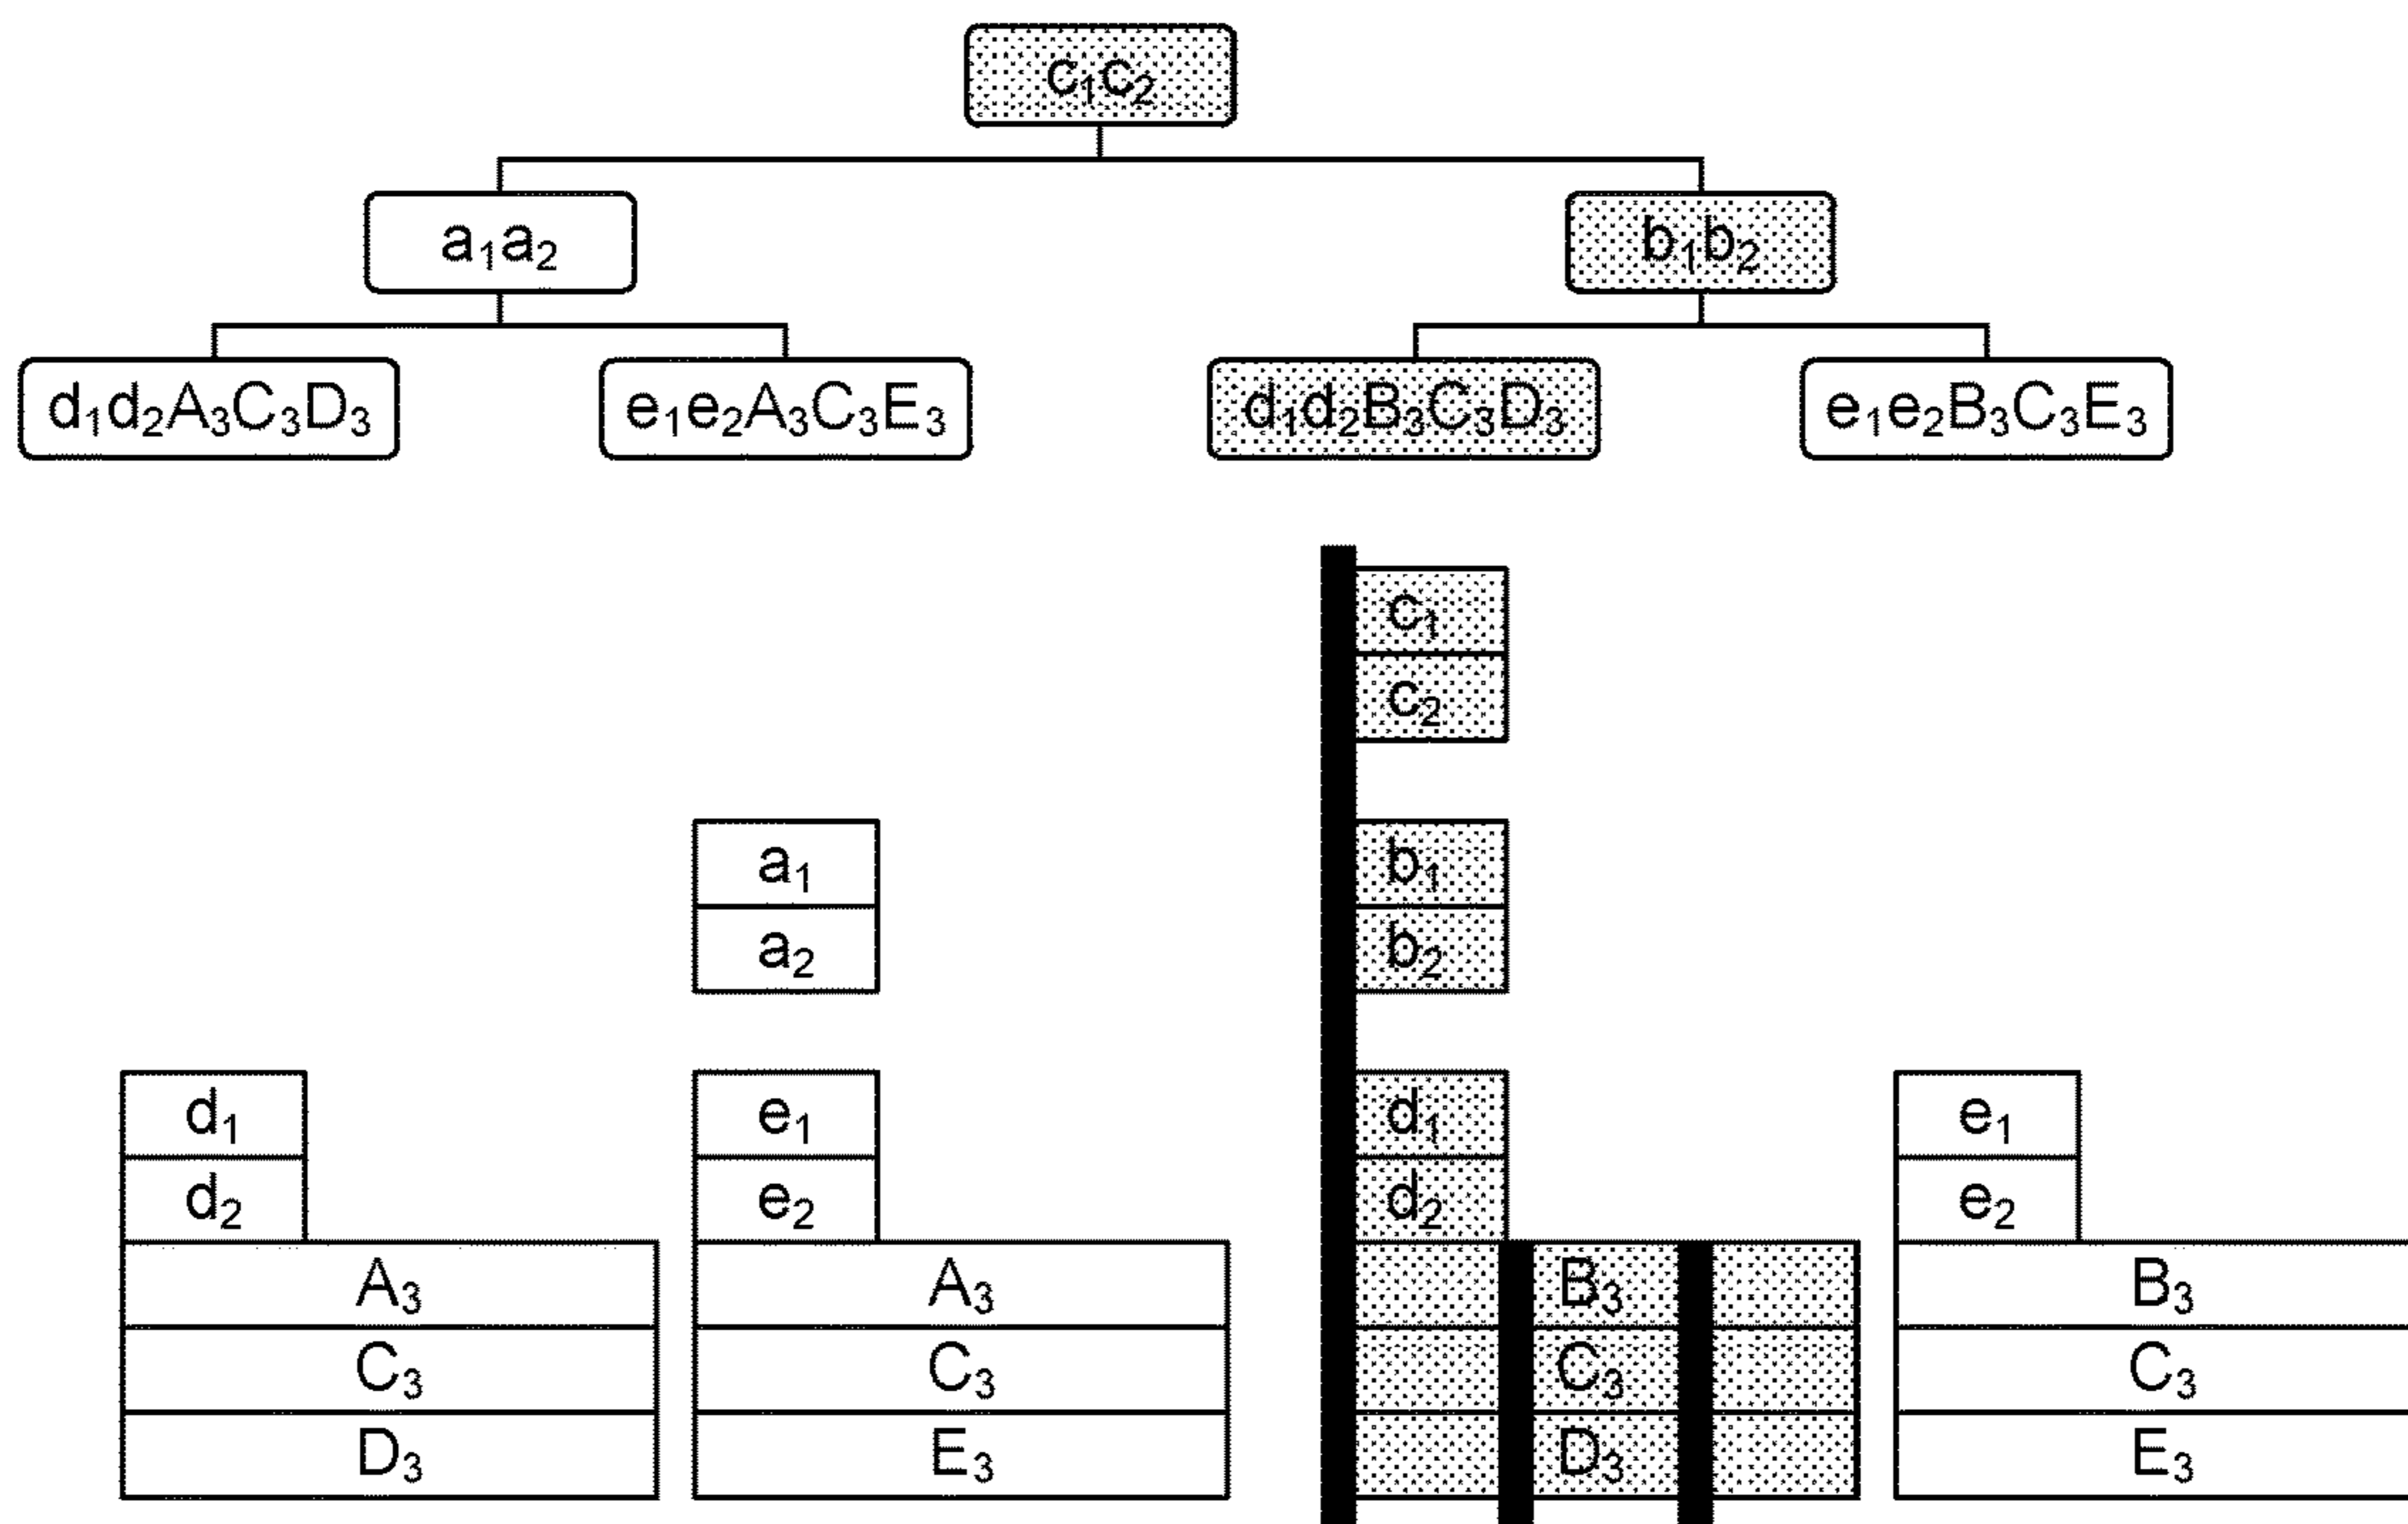 c₁c₂
a₁a₂
b₁b₂
d₁d₂A₃C₃D₃
e₁e₂A₃C₃E₃
d₁d₂B₃C₃D₃
e₁e₂B₃C₃E₃
c₁
c₂
a₁
b₁
a₂
b₂
d₁
e₁
d₁
e₁
d₂
e₂
d₂
e₂
A₃
A₃
B₃
B₃
C₃
C₃
C₃
C₃
D₃
E₃
D₃
E₃